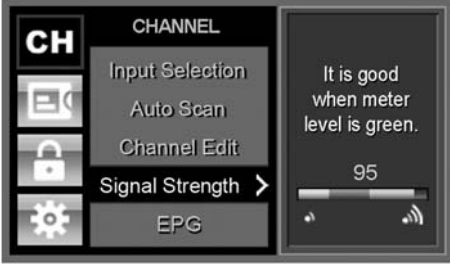 CH
CHANNEL
Input Selection
Auto Scan
Channel Edit
Signal Strength >
EPG
It is good
when meter
level is green.
95